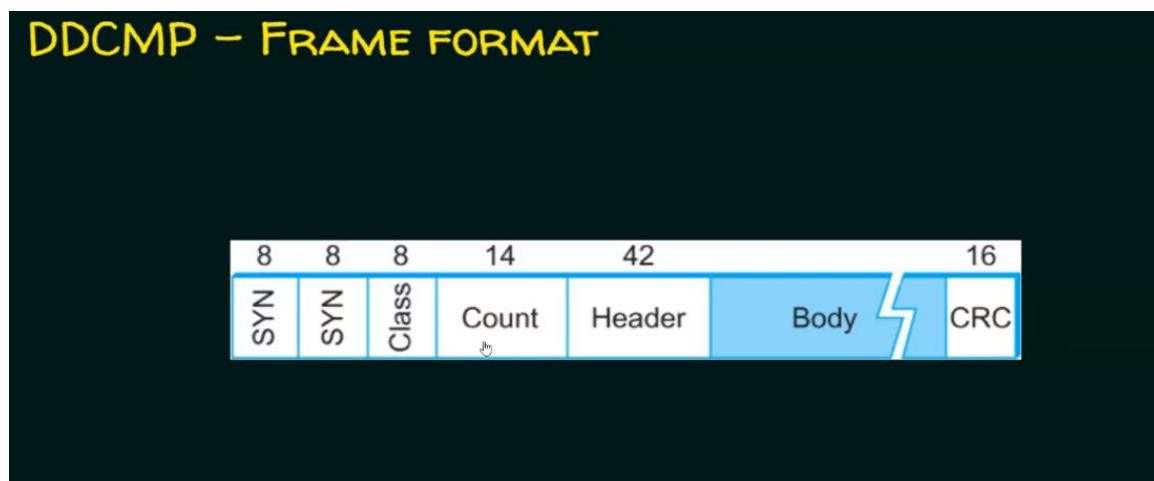 DDCMP – FRAME FORMAT
8 8 8 14 42 16
SYN SYN Class Count Header Body CRC